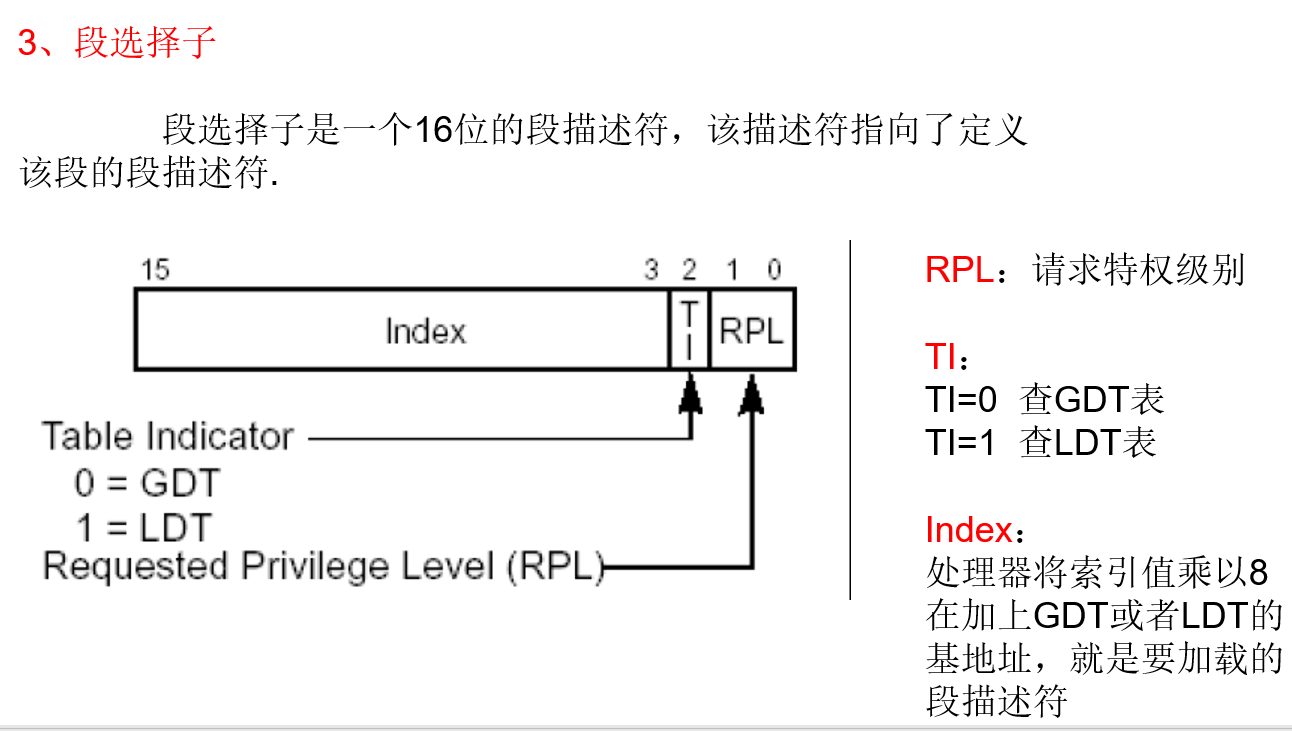 3、段选择子
段选择子是一个16位的段描述符，该描述符指向了定义
该段的段描述符.
15 3 2 1 0
Index TI RPL
Table Indicator
0 = GDT
1 = LDT
Requested Privilege Level (RPL)
RPL：请求特权级别
TI：
TI=0 查GDT表
TI=1 查LDT表
Index：
处理器将索引值乘以8
在加上GDT或者LDT的
基地址，就是要加载的
段描述符